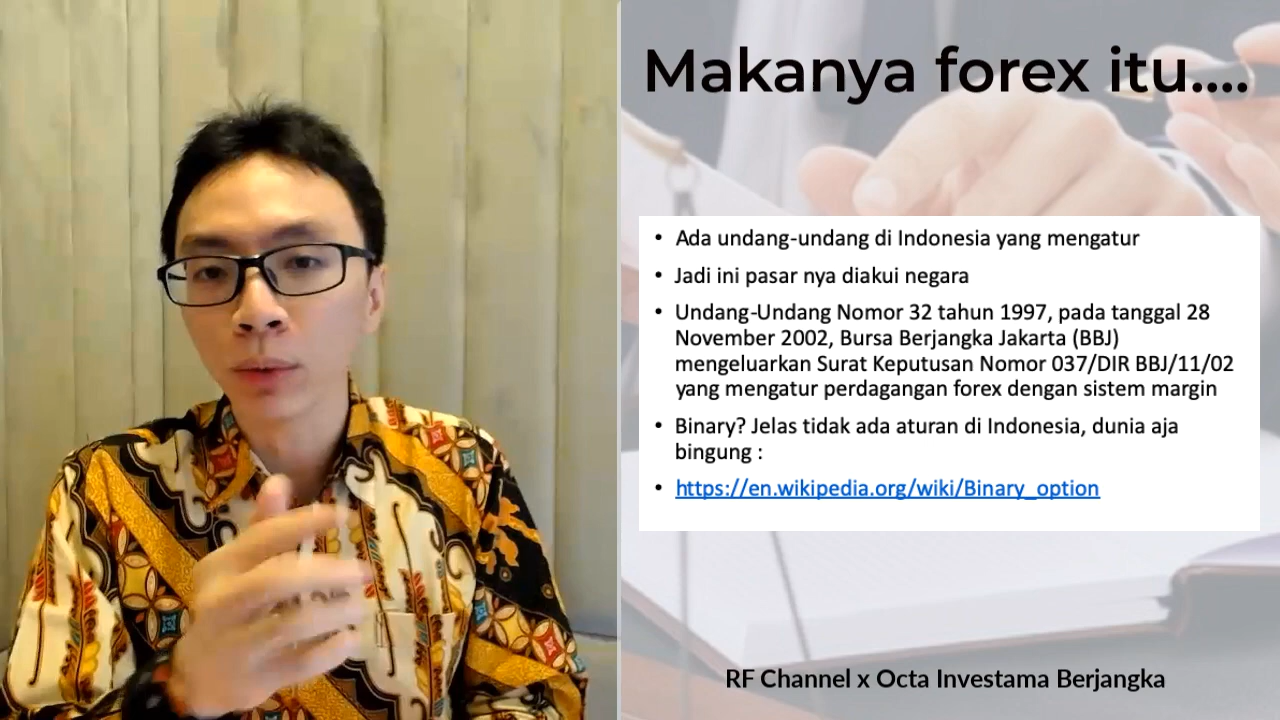 Makanya forex itu....
• Ada undang-undang di Indonesia yang mengatur
• Jadi ini pasar nya diakui negara
• Undang-Undang Nomor 32 tahun 1997, pada tanggal 28
November 2002, Bursa Berjangka Jakarta (BBJ)
mengeluarkan Surat Keputusan Nomor 037/DIR BBJ/11/02
yang mengatur perdagangan forex dengan sistem margin
• Binary? Jelas tidak ada aturan di Indonesia, dunia aja
bingung :
• https://en.wikipedia.org/wiki/Binary_option
RF Channel x Octa Investama Berjangka